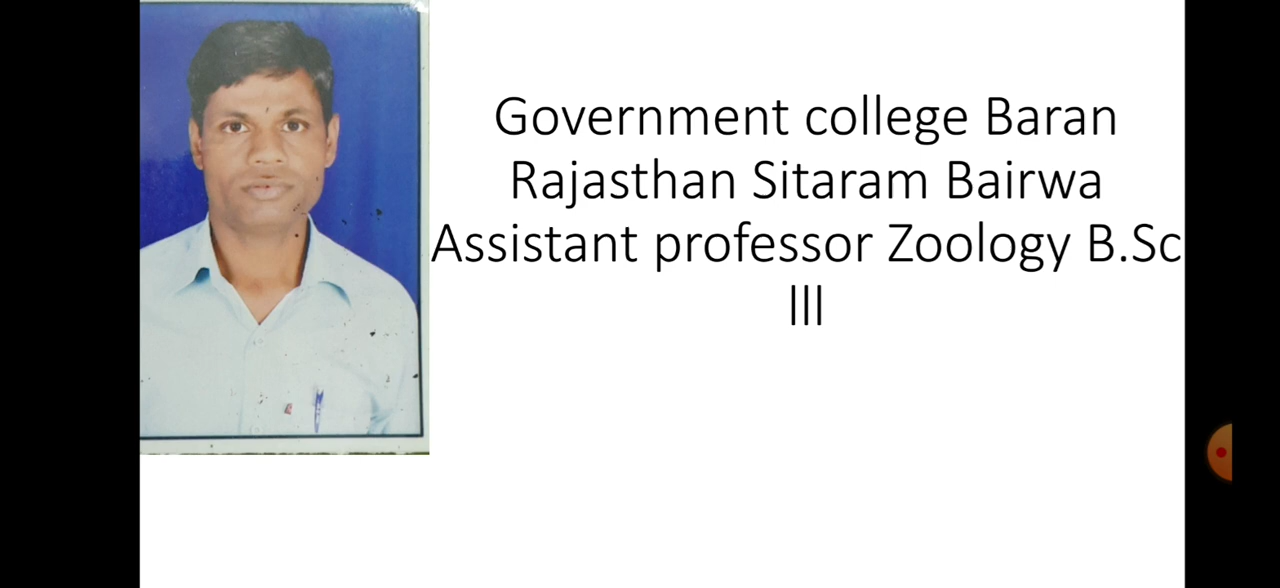 Government college Baran
Rajasthan Sitaram Bairwa
Assistant professor Zoology B.Sc
III